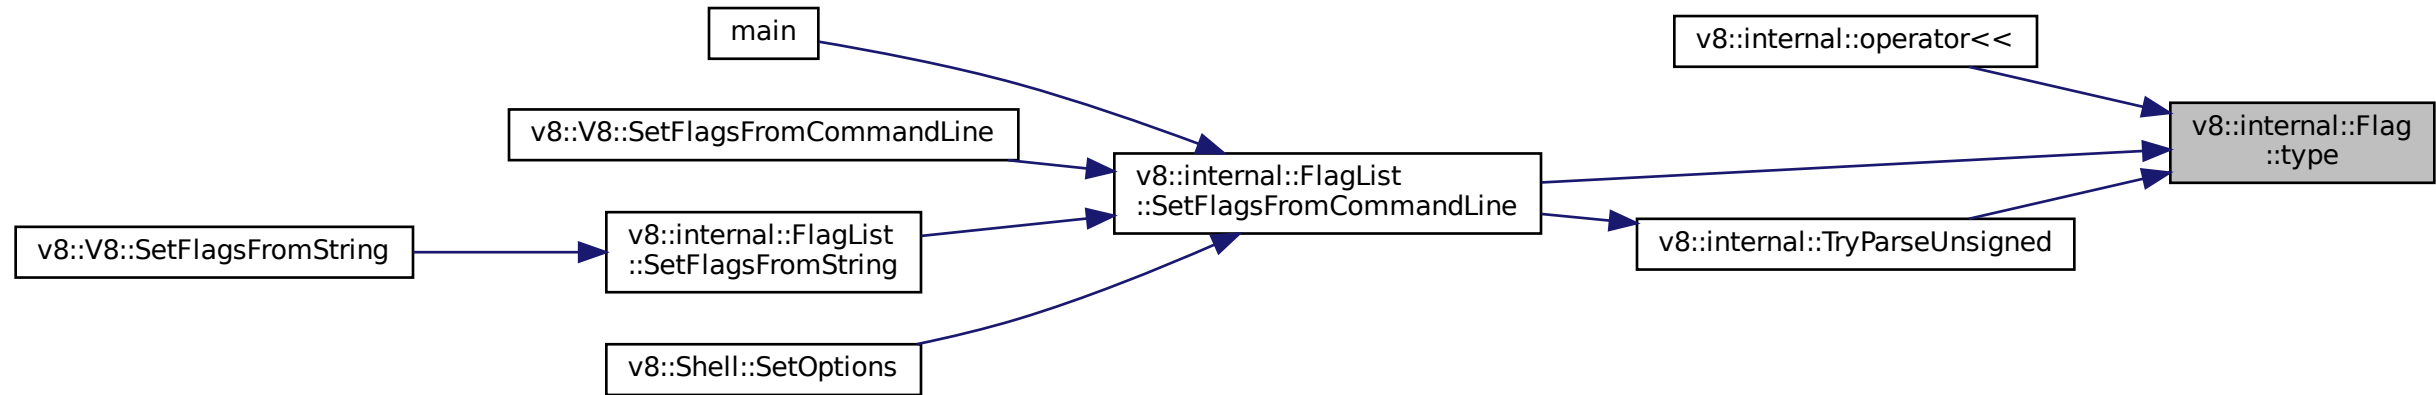 main
v8::internal::operator<<
v8::V8::SetFlagsFromCommandLine
v8::internal::Flag
::type
v8::internal::FlagList
::SetFlagsFromCommandLine
v8::V8::SetFlagsFromString
v8::internal::FlagList
::SetFlagsFromString
v8::internal::TryParseUnsigned
v8::Shell::SetOptions